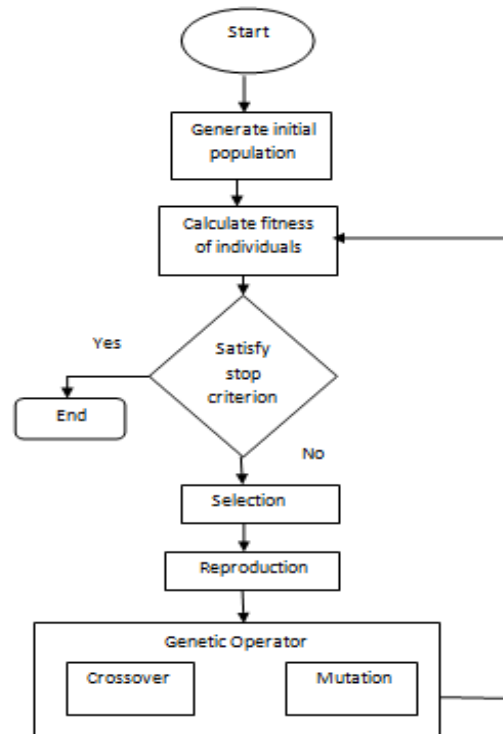 Start
Generate initial
population
Calculate fitness
of individuals
Yes
Satisfy
stop
criterion
End
No
Selection
Reproduction
Genetic Operator
Crossover
Mutation